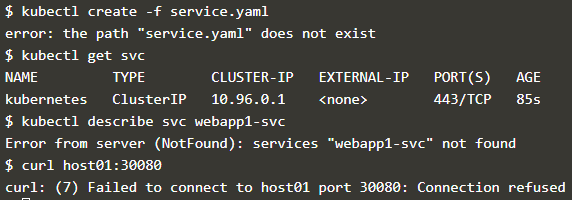 $ kubectl create -f service.yaml
error: the path "service.yaml" does not exist
$ kubectl get svc
NAME TYPE CLUSTER-IP EXTERNAL-IP PORT(S) AGE
kubernetes ClusterIP 10.96.0.1 <none> 443/TCP 85s
$ kubectl describe svc webapp1-svc
Error from server (NotFound): services "webapp1-svc" not found
$ curl host01:30080
curl: (7) Failed to connect to host01 port 30080: Connection refused